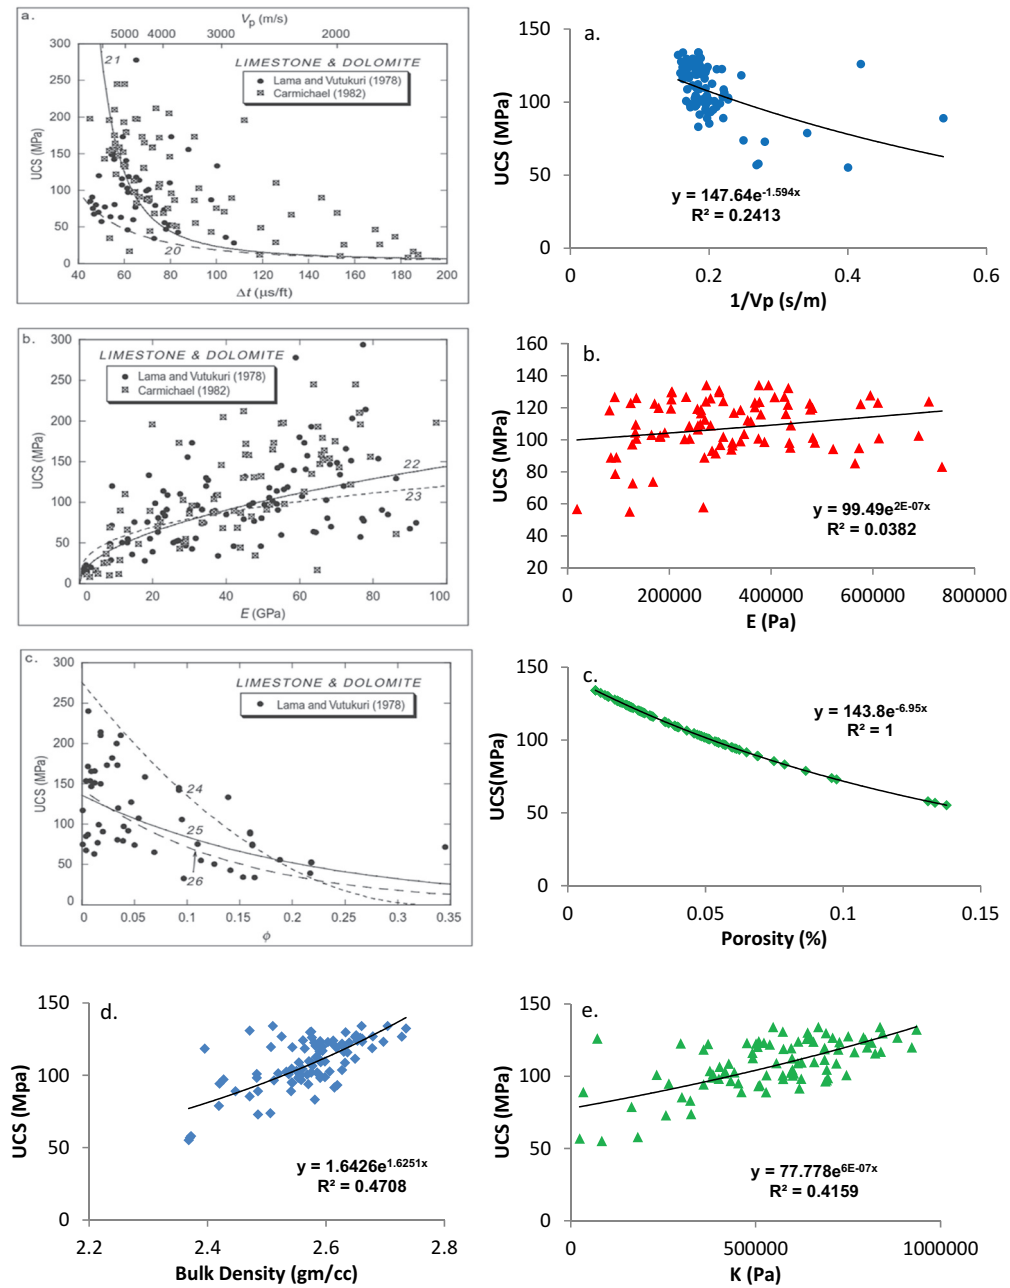 a.
V_p (m/s)
5000 4000 3000 2000
300
250
200
150
100
50
0
UCS (MPa)
21
LIMESTONE & DOLOMITE
Lama and Vutukuri (1978)
Carmichael (1982)
20
40 60 80 100 120 140 160 180 200
Δt (μs/ft)
a.
150
100
50
0
UCS (MPa)
y = 147.64e^-1.594x
R² = 0.2413
0 0.2 0.4 0.6
1/Vp (s/m)
b.
300
250
200
150
100
50
0
UCS (MPa)
LIMESTONE & DOLOMITE
Lama and Vutukuri (1978)
Carmichael (1982)
22
23
0 20 40 60 80 100
E (GPa)
b.
160
140
120
100
80
60
40
20
UCS (MPa)
y = 99.49e^2E-07x
R² = 0.0382
0 200000 400000 600000 800000
E (Pa)
c.
300
250
200
150
100
50
0
UCS (MPa)
LIMESTONE & DOLOMITE
Lama and Vutukuri (1978)
24
25
26
0 0.05 0.1 0.15 0.2 0.25 0.3 0.35
ϕ
c.
150
100
50
0
UCS(MPa)
y = 143.8e^-6.95x
R² = 1
0 0.05 0.1 0.15
Porosity (%)
d.
150
100
50
0
UCS (Mpa)
y = 1.6426e^1.6251x
R² = 0.4708
2.2 2.4 2.6 2.8
Bulk Density (gm/cc)
e.
150
100
50
0
UCS (MPa)
y = 77.778e^6E-07x
R² = 0.4159
0 500000 1000000
K (Pa)